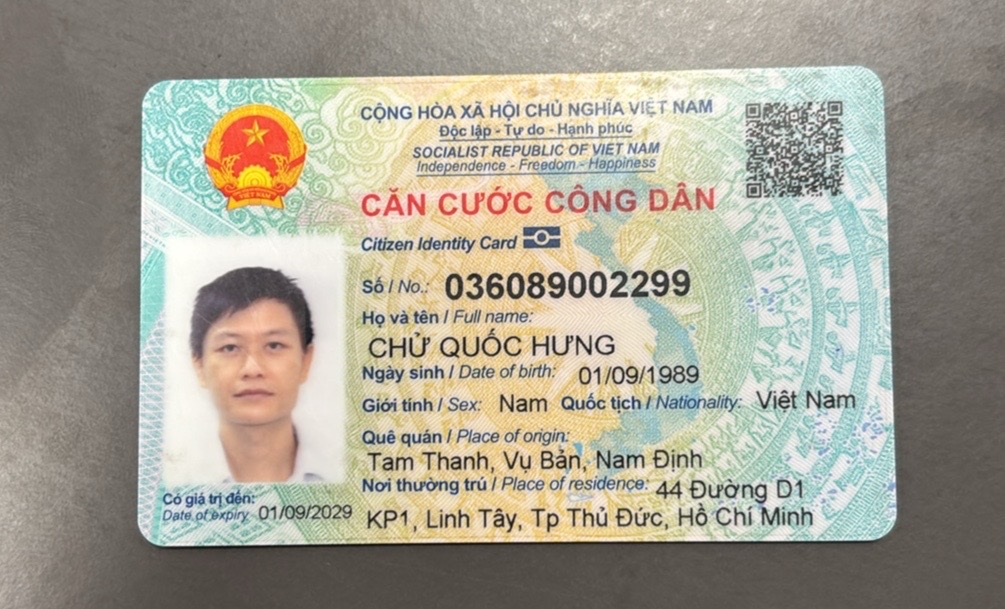 CỘNG HÒA XÃ HỘI CHỦ NGHĨA VIỆT NAM
Độc lập - Tự do - Hạnh phúc
SOCIALIST REPUBLIC OF VIET NAM
Independence - Freedom - Happiness
CĂN CƯỚC CÔNG DÂN
Citizen Identity Card
Số / No.: 036089002299
Họ và tên / Full name:
CHỬ QUỐC HƯNG
Ngày sinh / Date of birth: 01/09/1989
Giới tính / Sex: Nam Quốc tịch / Nationality: Việt Nam
Quê quán / Place of origin:
Tam Thanh, Vụ Bản, Nam Định
Nơi thường trú / Place of residence: 44 Đường D1
KP1, Linh Tây, Tp Thủ Đức, Hồ Chí Minh
Có giá trị đến:
Date of expiry 01/09/2029
VIỆT NAM